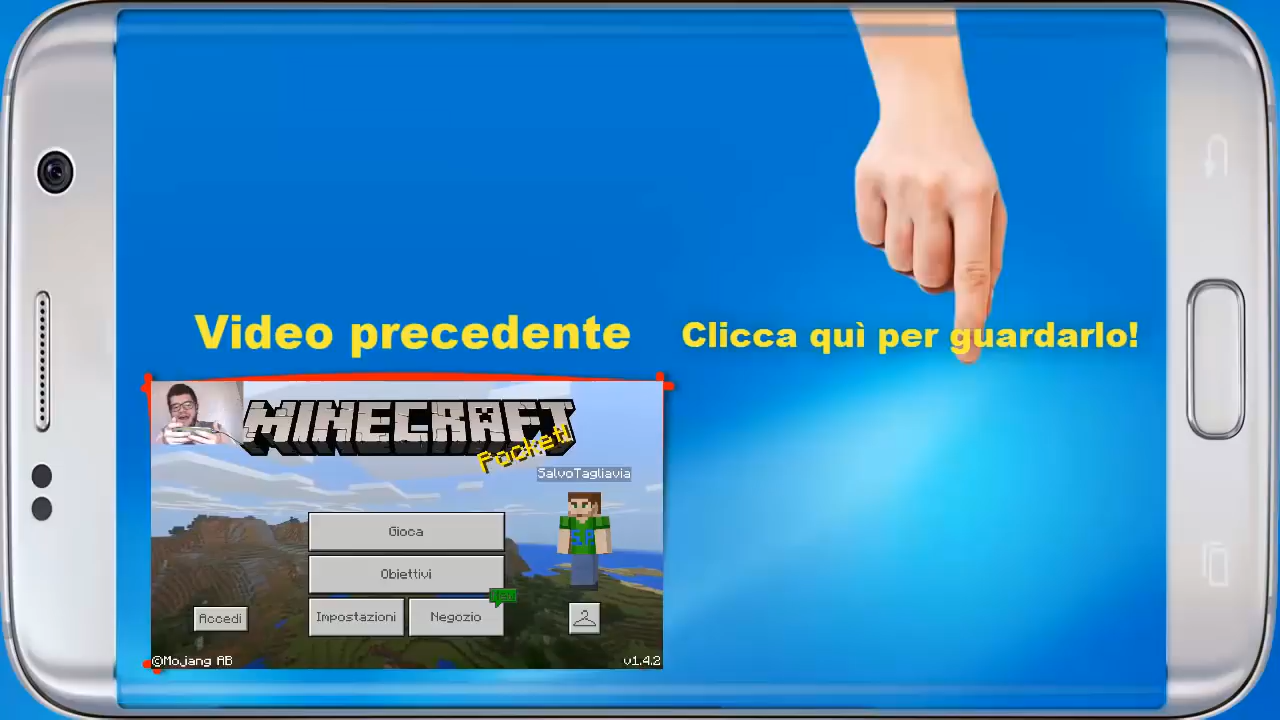 Video precedente
Clicca quì per guardarlo!
MINECRAFT
Pocket!
SalvoTagliavia
Gioca
Obiettivi
Impostazioni
Negozio
Accedi
©Mojang AB
v1.4.2